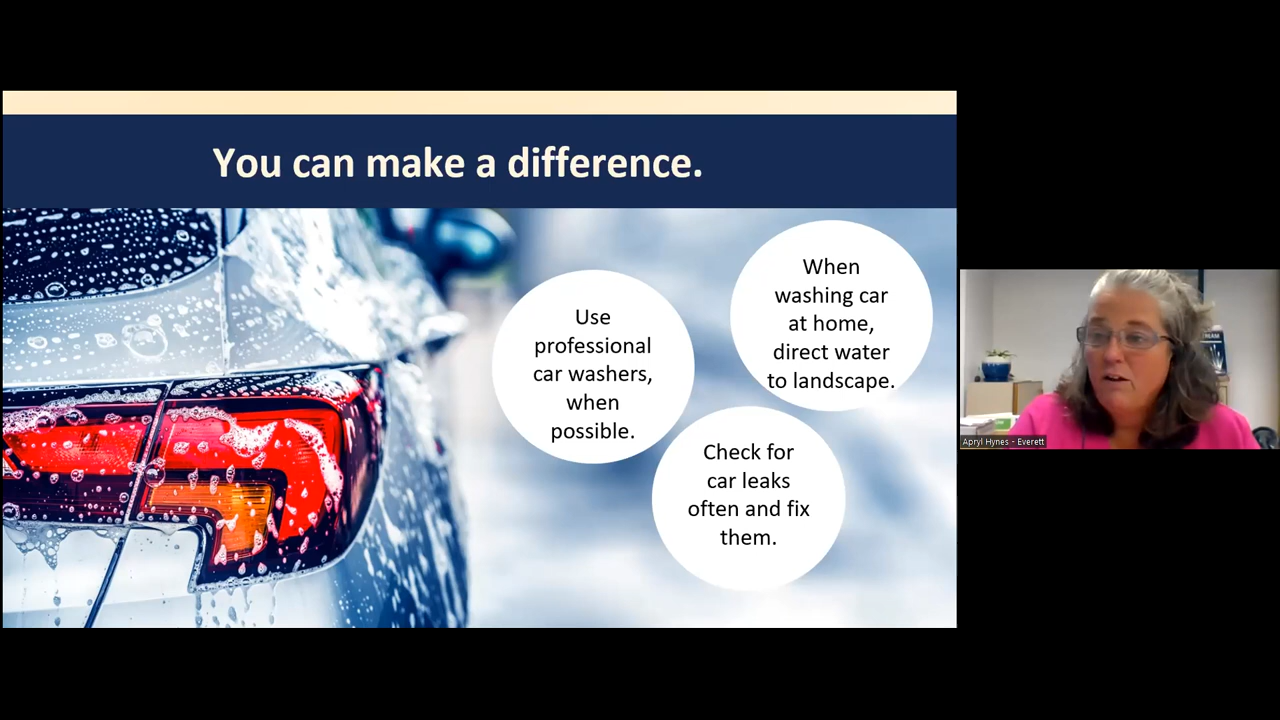 You can make a difference.
Use
professional
car washers,
when
possible.
When
washing car
at home,
direct water
to landscape.
Check for
car leaks
often and fix
them.
Apryl Hynes - Everett